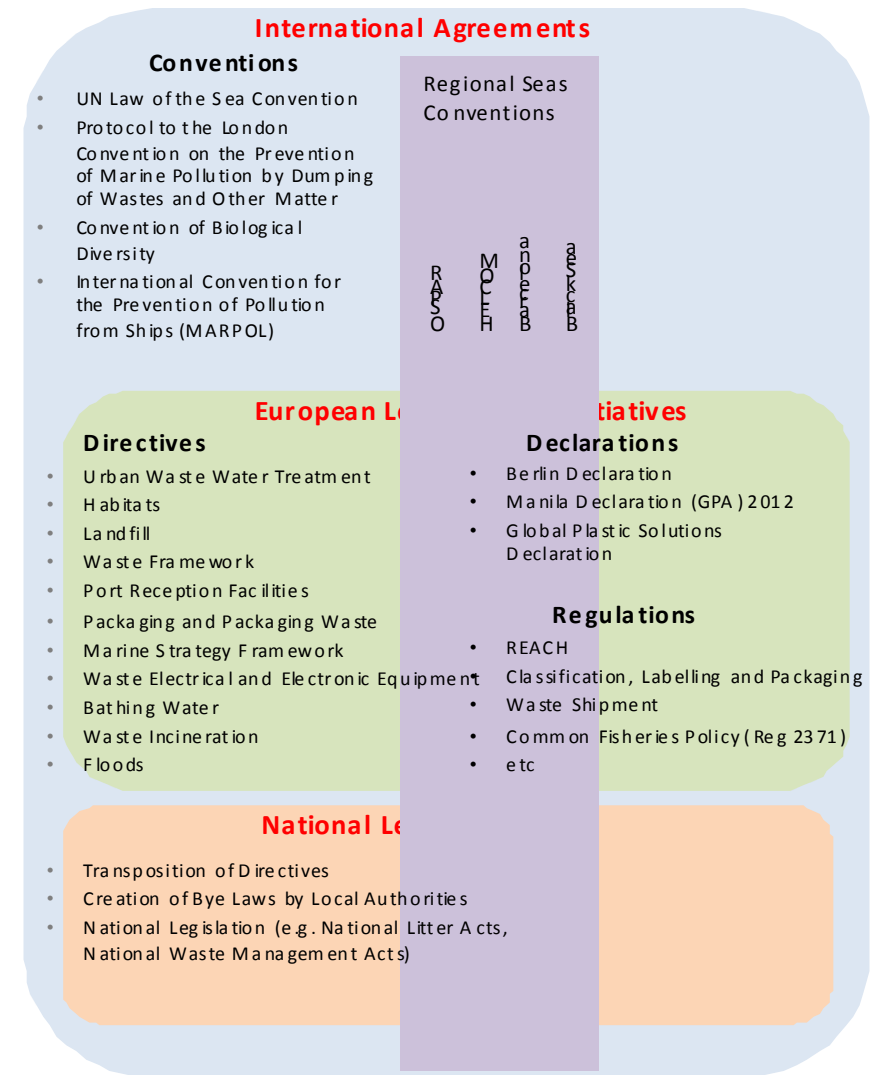 International Agreements
Conventions
• UN Law of the Sea Convention
• Protocol to the London
Convention on the Prevention
of Marine Pollution by Dumping
of Wastes and Other Matter
• Convention of Biological
Diversity
• International Convention for
the Prevention of Pollution
from Ships (MARPOL)
Regional Seas
Conventions
OSPAR
HELCOM
Barcelona
Black Sea
European Le tiatives
Directives
• Urban Waste Water Treatment
• Habitats
• Landfill
• Waste Framework
• Port Reception Facilities
• Packaging and Packaging Waste
• Marine Strategy Framework
• Waste Electrical and Electronic Equipment
• Bathing Water
• Waste Incineration
• Floods
Declarations
• Berlin Declaration
• Manila Declaration (GPA) 2012
• Global Plastic Solutions
Declaration
Regulations
• REACH
• Classification, Labelling and Packaging
• Waste Shipment
• Common Fisheries Policy (Reg 2371)
• etc
National Le
• Transposition of Directives
• Creation of Bye Laws by Local Authorities
• National Legislation (e.g. National Litter Acts,
National Waste Management Acts)